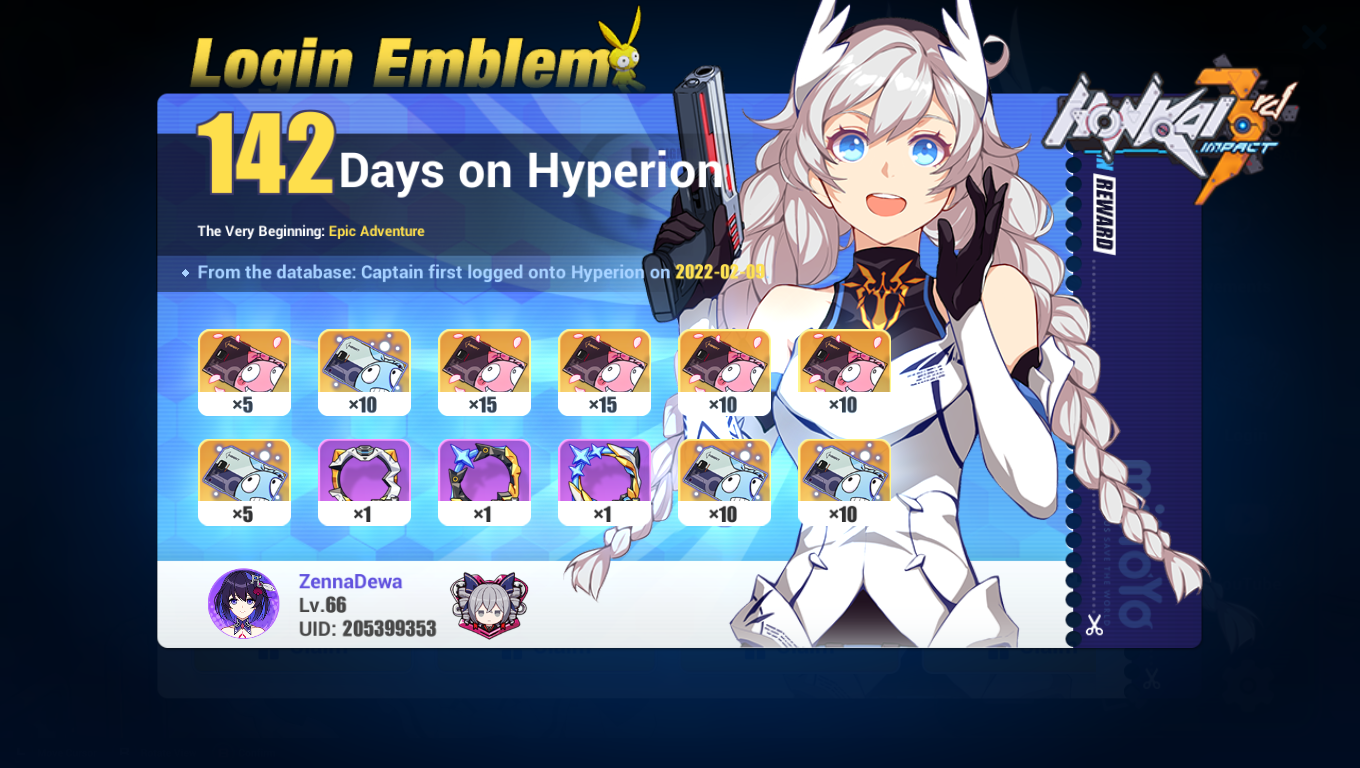 Login Emblem
HONKAI 3rd
IMPACT
142 Days on Hyperion
REWARD
The Very Beginning: Epic Adventure
From the database: Captain first logged onto Hyperion on 2022-02-09
×5 ×10 ×15 ×15 ×10 ×10
×5 ×1 ×1 ×1 ×10 ×10
miHoYo
ZennaDewa
Lv.66
UID: 205399353